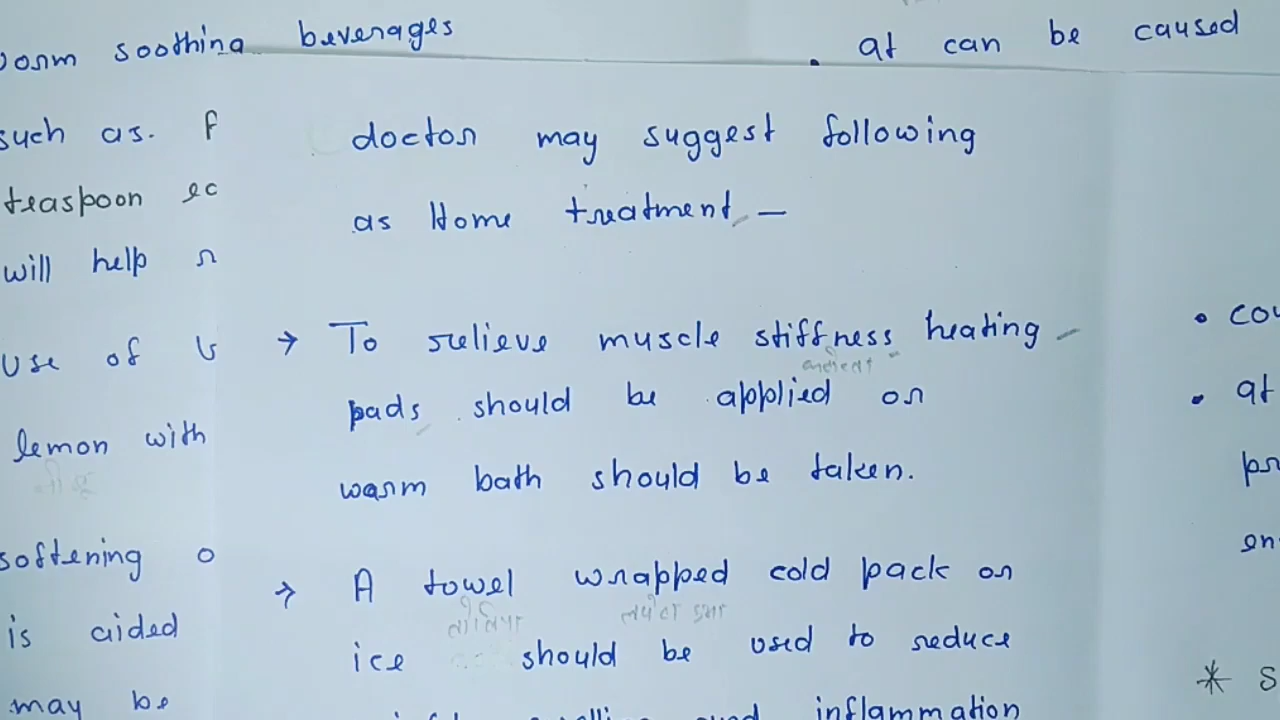 warm soothing beverages
such as.
teaspoon
will help
use of
lemon with
softening
is aided
may be
doctor may suggest following
as Home treatment —
→ To relieve muscle stiffness heating
pads should be applied or
warm bath should be taken.
→ A towel wrapped cold pack or
तौलिया
ice should be used to reduce
inflammation
• at can be caused
• at
* S